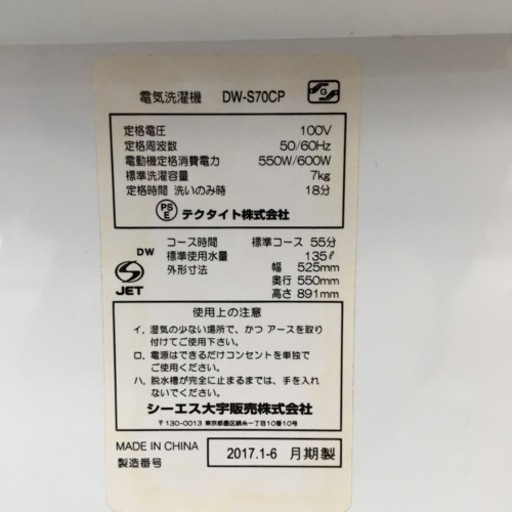 電気洗濯機 DW-S70CP
G
定格電圧 100V
定格周波数 50/60Hz
電動機定格消費電力 550W/600W
標準洗濯容量 7kg
定格時間 洗いのみ時 18分
PSE テクタイト株式会社
DW
S
JET
コース時間 標準コース 55分
標準使用水量 135ℓ
外形寸法 幅 525mm
奥行 550mm
高さ 891mm
使用上の注意
イ. 湿気の少ない場所で、かつ アースを取り
付けてご使用下さい。
ロ. 電源はできるだけコンセントを単独で
ご使用ください。
ハ. 脱水槽が完全に止まるまでは、手を入れ
ないでください。
シーエス大宇販売株式会社
〒130-0013 東京都墨区錦糸一丁目10番10号
MADE IN CHINA
製造番号
2017.1-6 月期製